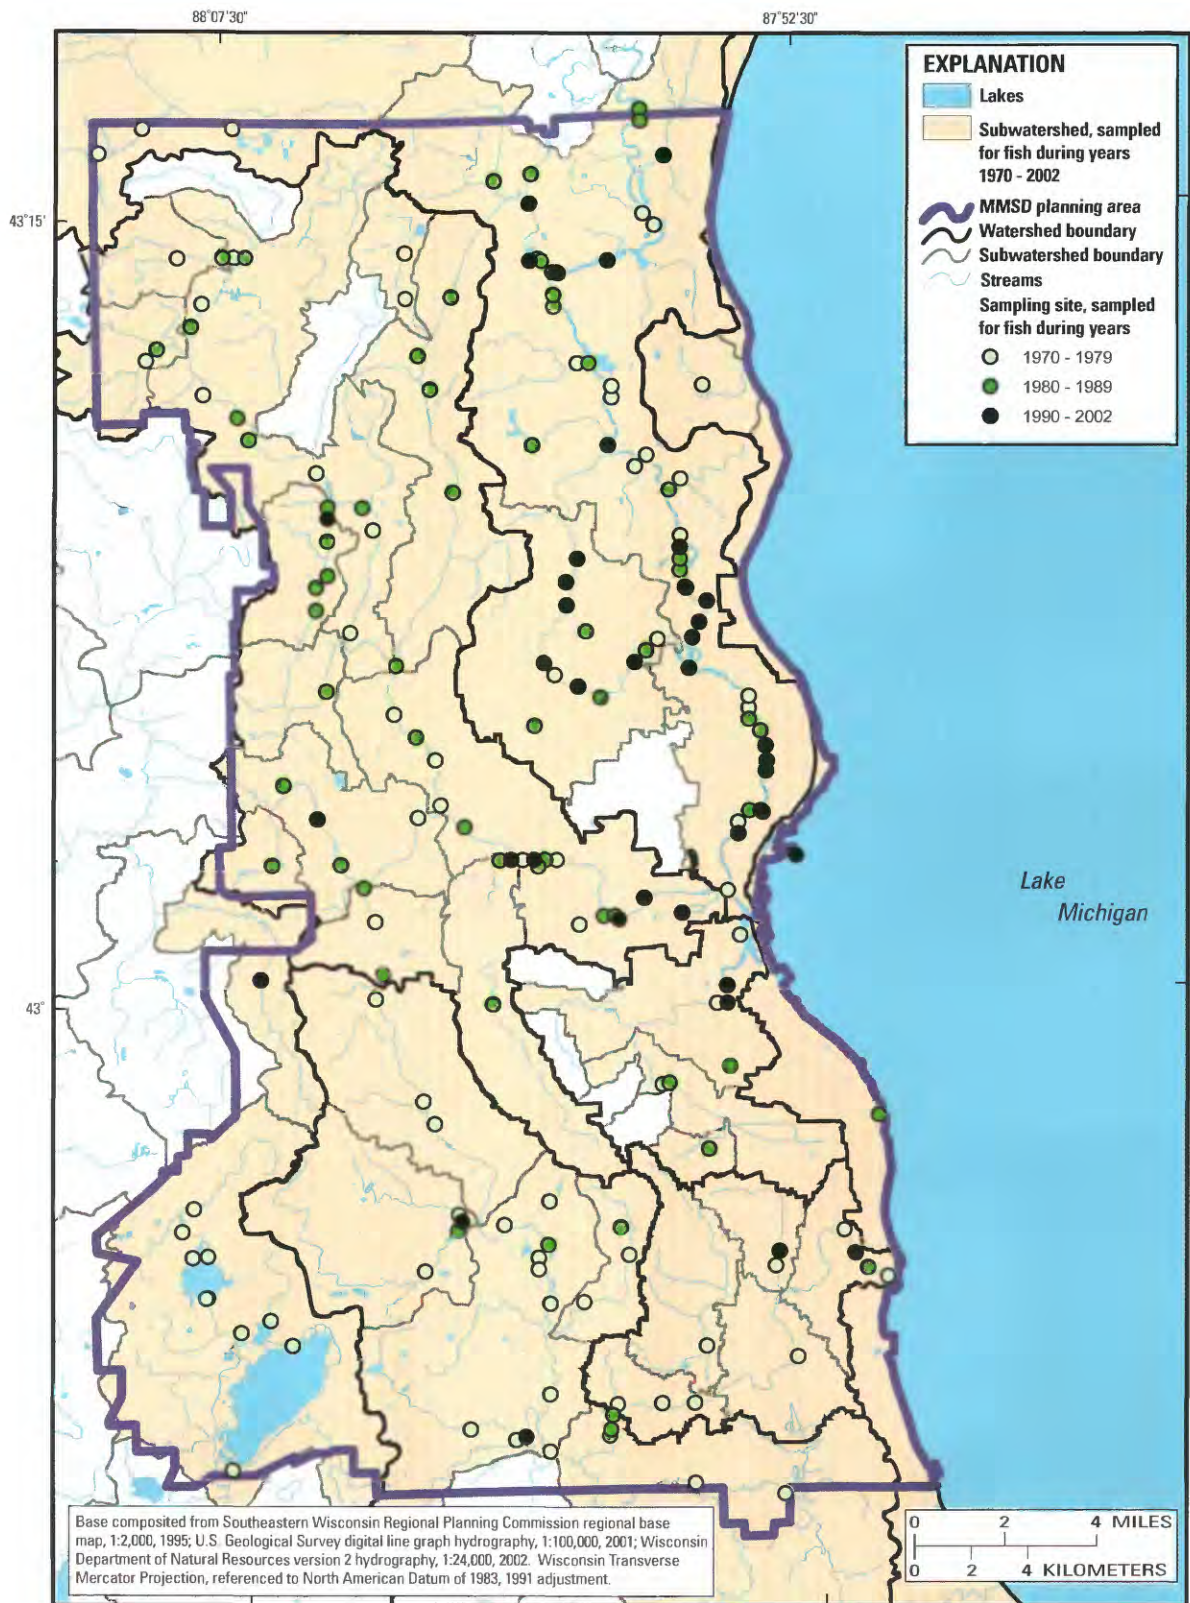 88°07'30"
87°52'30"
EXPLANATION
Lakes
Subwatershed, sampled
for fish during years
1970 - 2002
MMSD planning area
Watershed boundary
Subwatershed boundary
Streams
Sampling site, sampled
for fish during years
1970 - 1979
1980 - 1989
1990 - 2002
43°15'
Lake
Michigan
43°
Base composited from Southeastern Wisconsin Regional Planning Commission regional base
map, 1:2,000, 1995; U.S. Geological Survey digital line graph hydrography, 1:100,000, 2001; Wisconsin
Department of Natural Resources version 2 hydrography, 1:24,000, 2002. Wisconsin Transverse
Mercator Projection, referenced to North American Datum of 1983, 1991 adjustment.
0 2 4 MILES
0 2 4 KILOMETERS